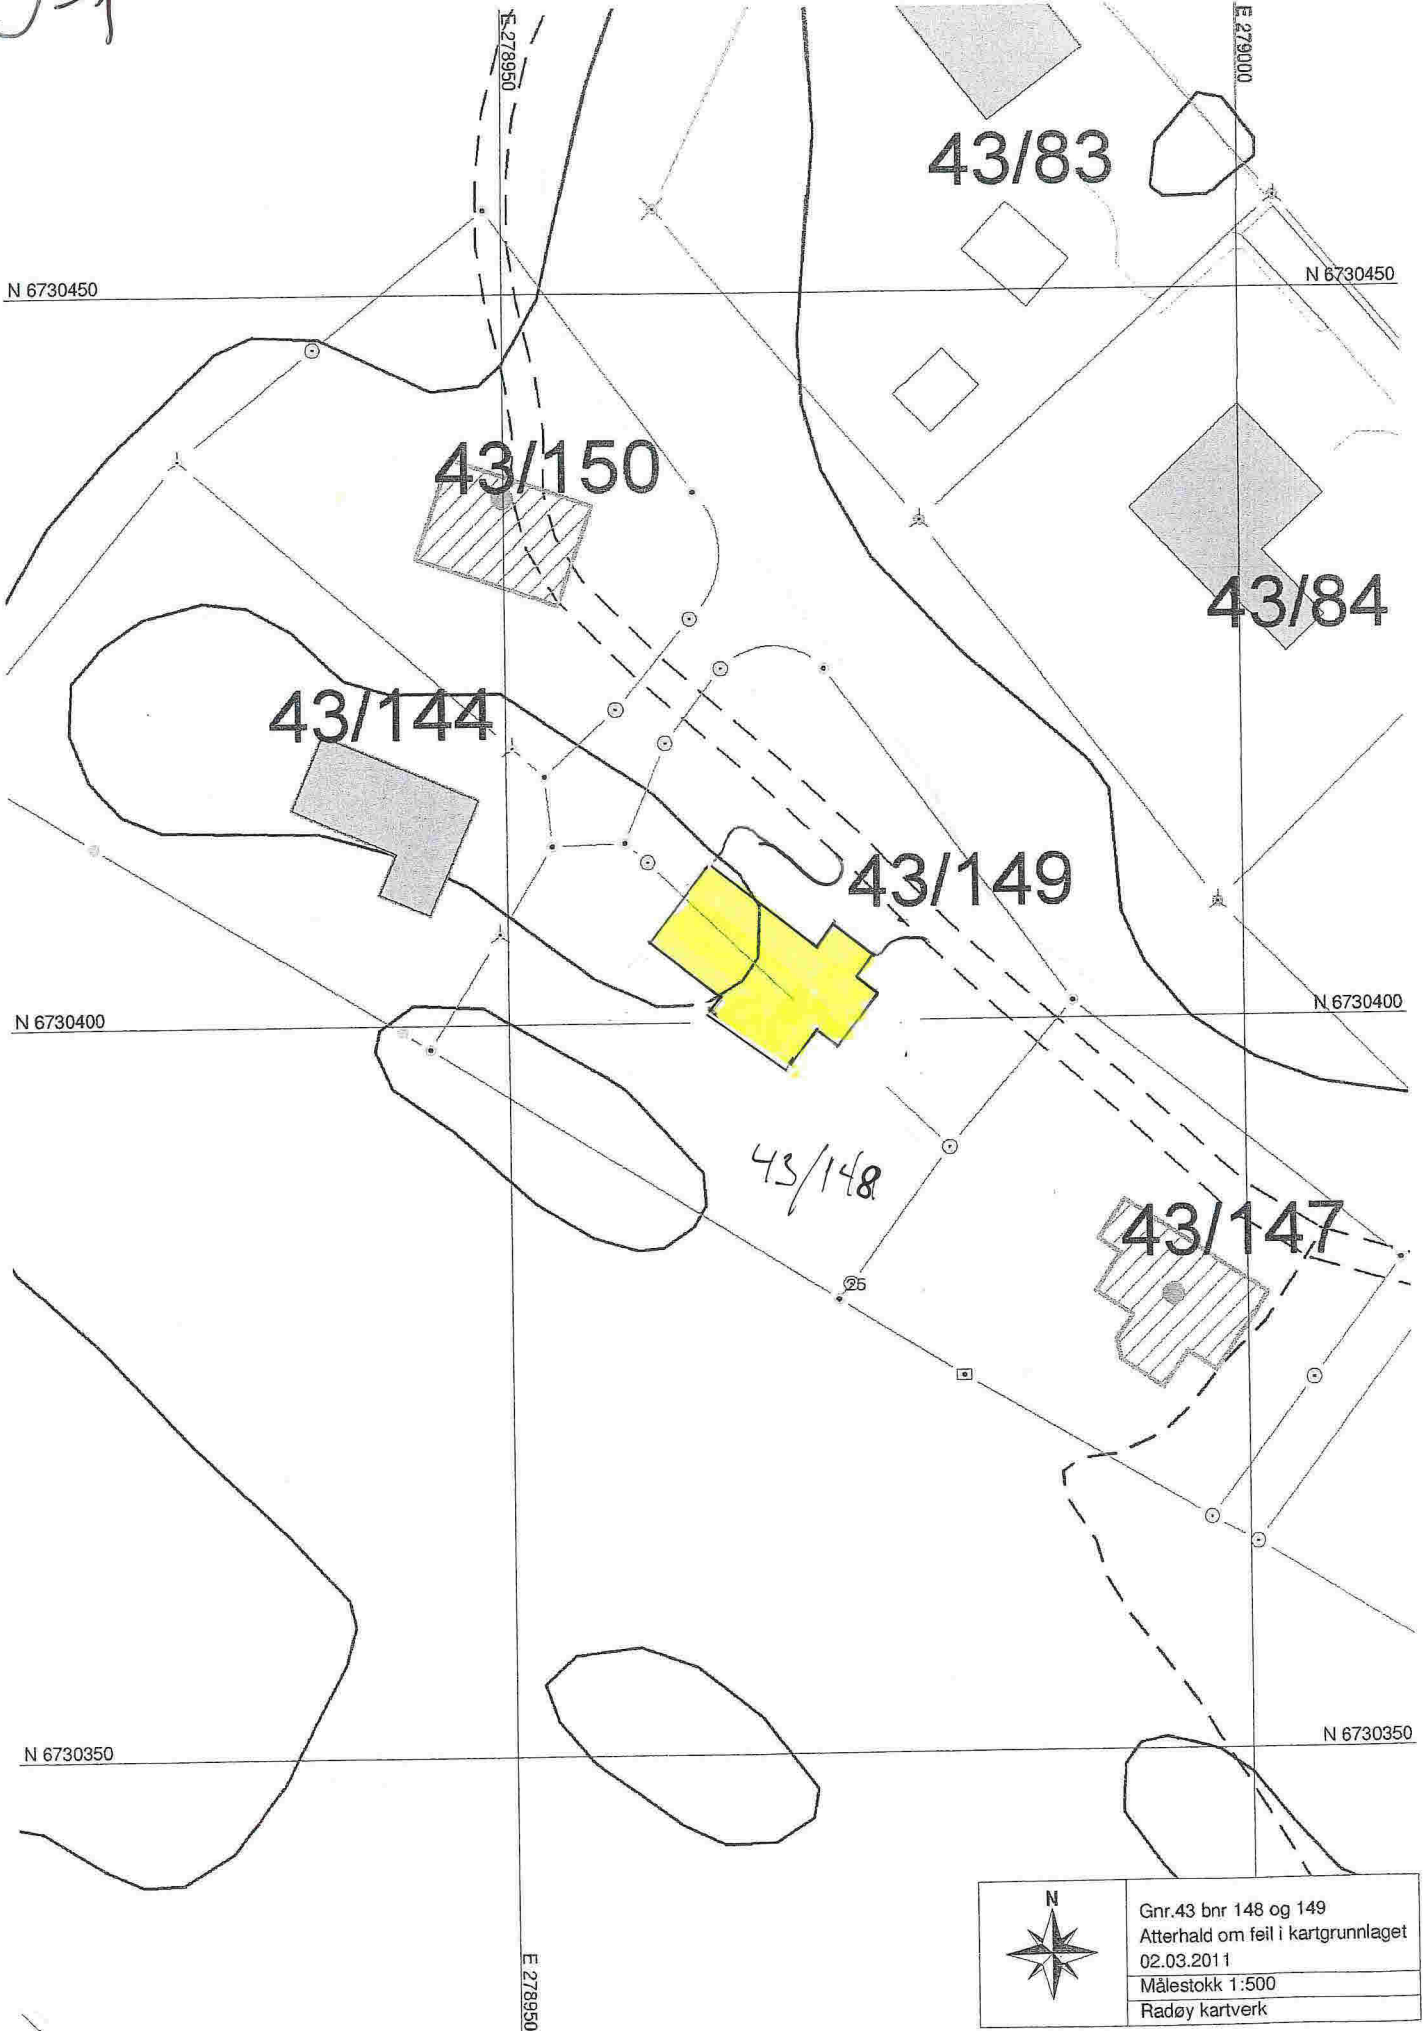 E 278950
E 279000
43/83
N 6730450
N 6730450
43/150
43/84
43/144
43/149
N 6730400
N 6730400
43/148
43/147
25
N 6730350
N 6730350
E 278950
N
Gnr.43 bnr 148 og 149
Atterhald om feil i kartgrunnlaget
02.03.2011
Målestokk 1:500
Radøy kartverk